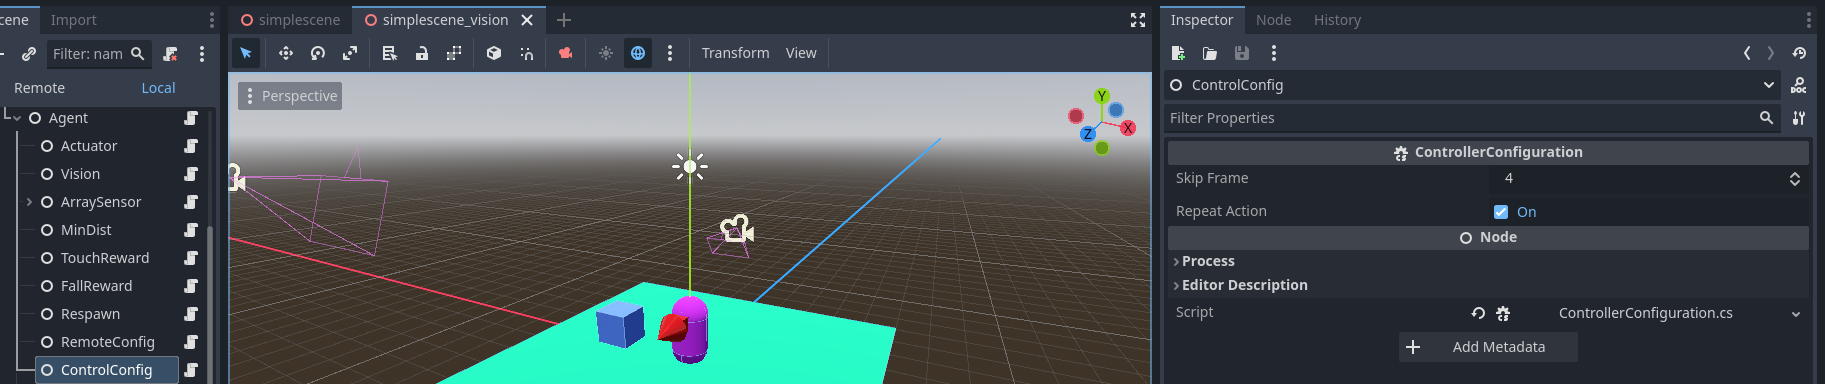 cene Import
Filter: nam
Remote Local
Agent
Actuator
Vision
ArraySensor
MinDist
TouchReward
FallReward
Respawn
RemoteConfig
ControlConfig
simplescene simplescene_vision
Transform View
Perspective
Y
X
Z
Inspector Node History
ControlConfig
DOC
Filter Properties
ControllerConfiguration
Skip Frame 4
Repeat Action On
Node
Process
Editor Description
Script ControllerConfiguration.cs
Add Metadata